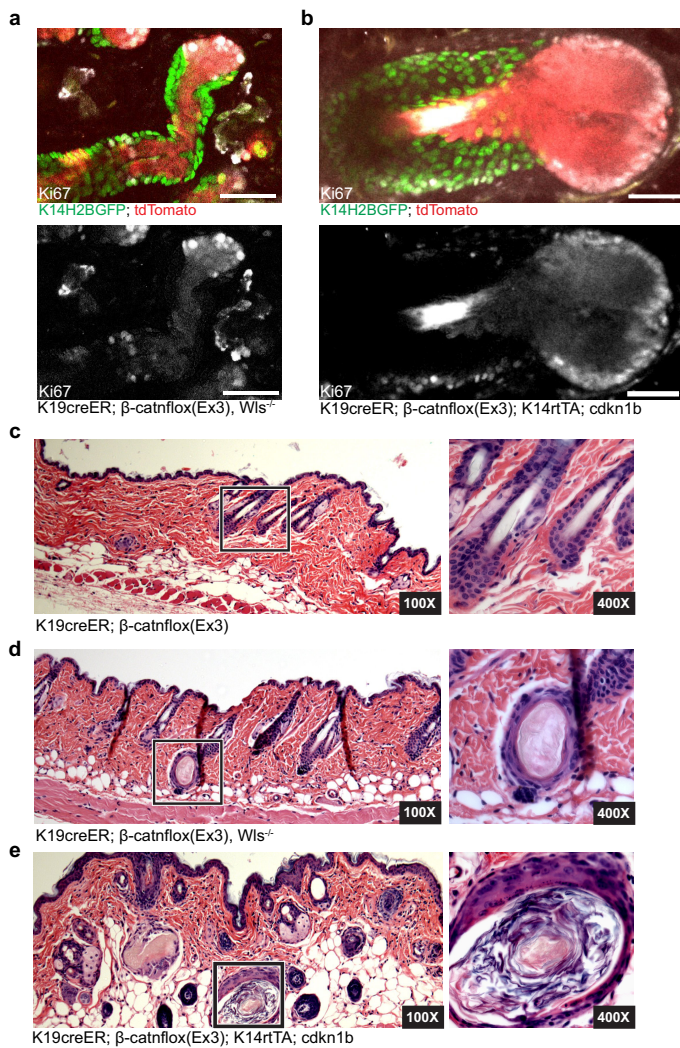 a
b
Ki67
Ki67
K14H2BGFP; tdTomato
K14H2BGFP; tdTomato
Ki67
Ki67
K19creER; β-catnflox(Ex3), Wls⁻/⁻
K19creER; β-catnflox(Ex3); K14rtTA; cdkn1b
c
100X
400X
K19creER; β-catnflox(Ex3)
d
100X
400X
K19creER; β-catnflox(Ex3), Wls⁻/⁻
e
100X
400X
K19creER; β-catnflox(Ex3); K14rtTA; cdkn1b